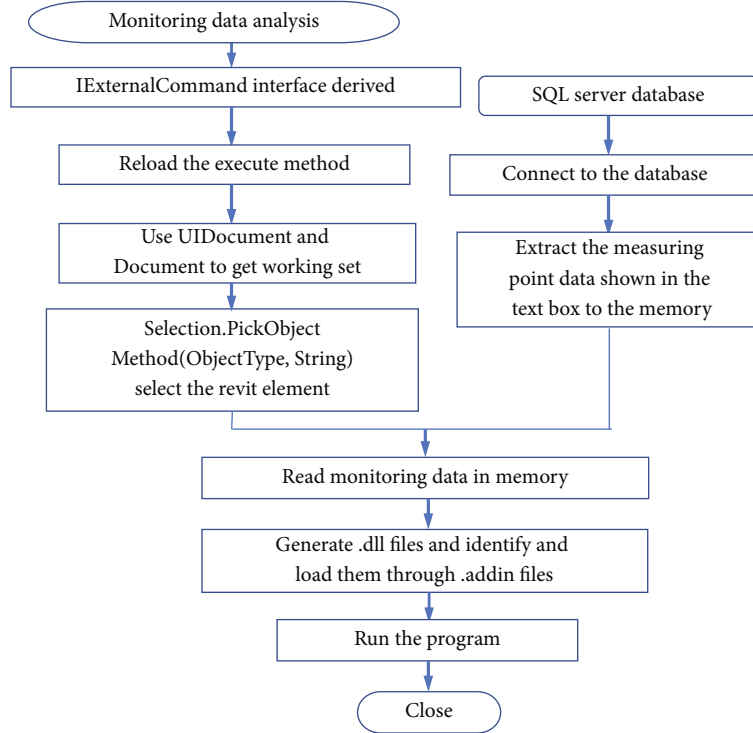 Monitoring data analysis
IExternalCommand interface derived
Reload the execute method
Use UIDocument and
Document to get working set
Selection.PickObject
Method(ObjectType, String)
select the revit element
SQL server database
Connect to the database
Extract the measuring
point data shown in the
text box to the memory
Read monitoring data in memory
Generate .dll files and identify and
load them through .addin files
Run the program
Close